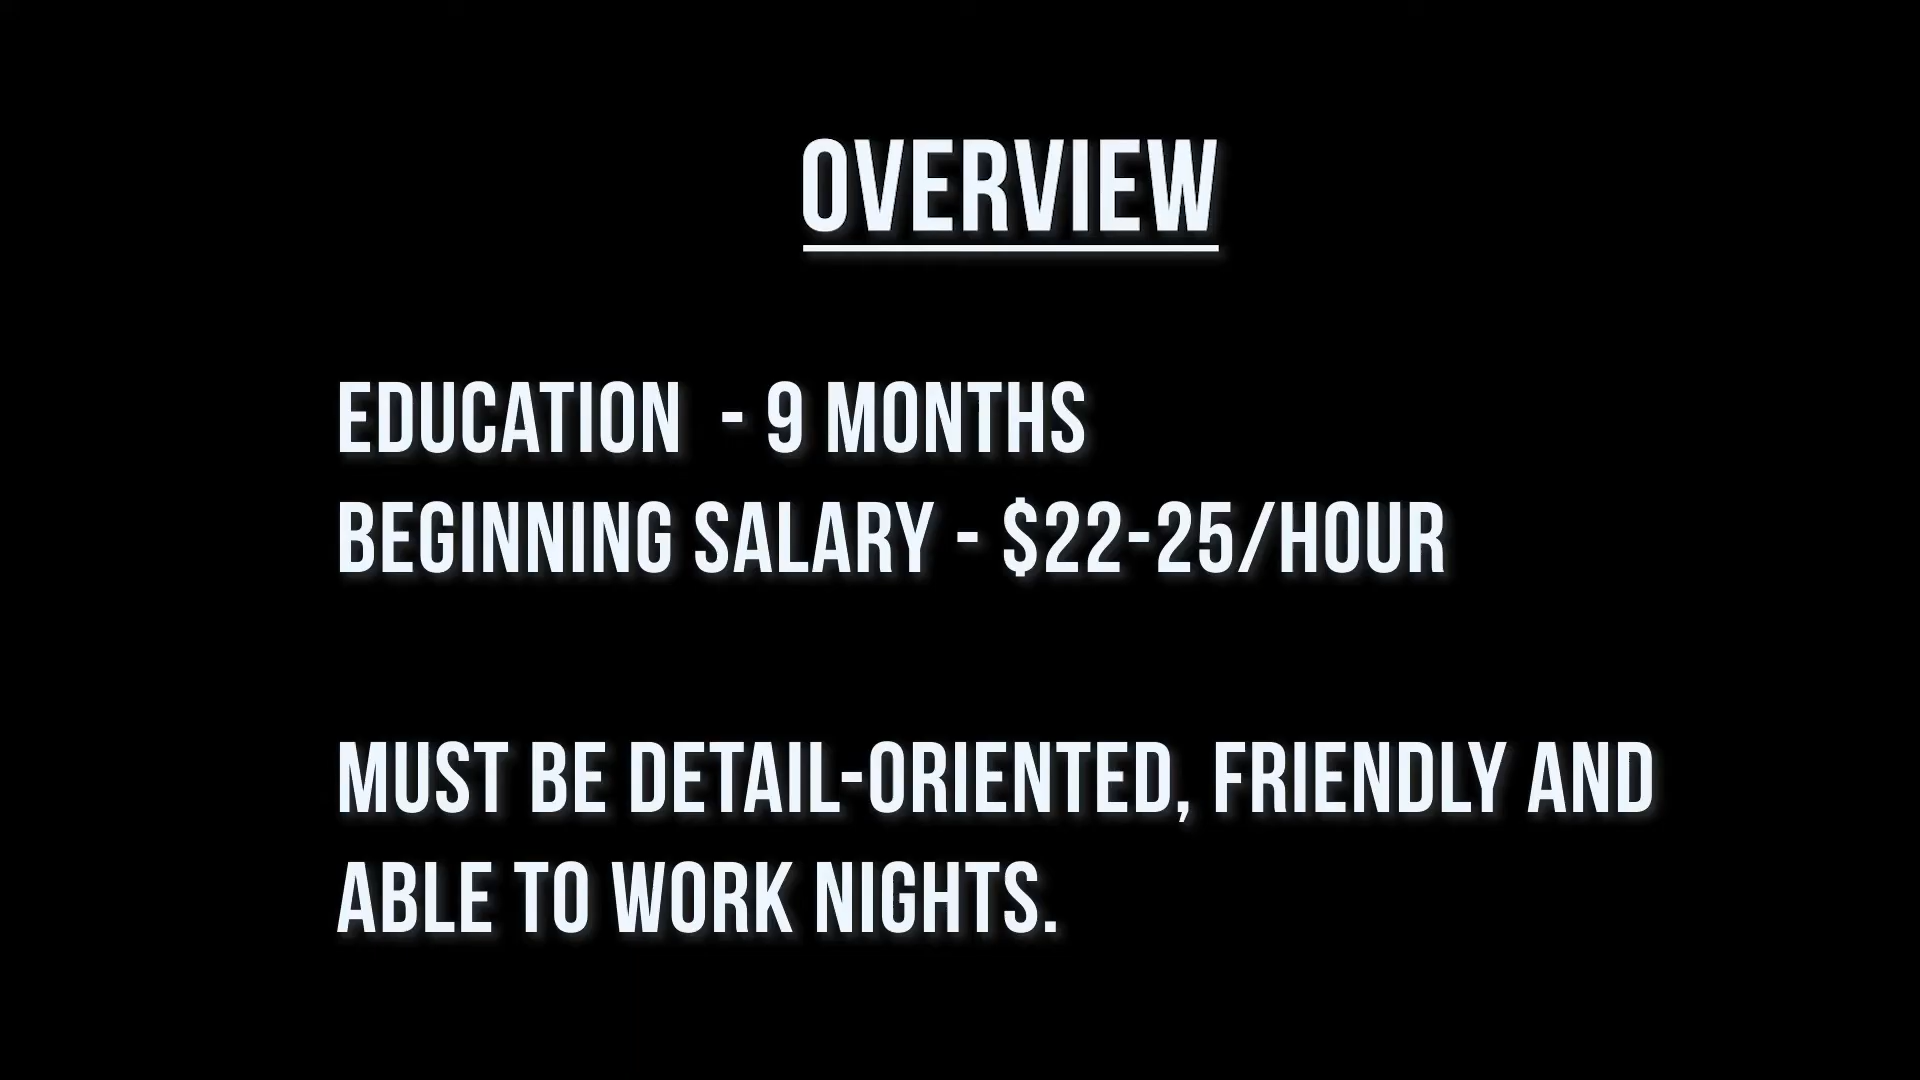 OVERVIEW
EDUCATION  - 9 MONTHS
BEGINNING SALARY - $22-25/HOUR
MUST BE DETAIL-ORIENTED, FRIENDLY AND
ABLE TO WORK NIGHTS.